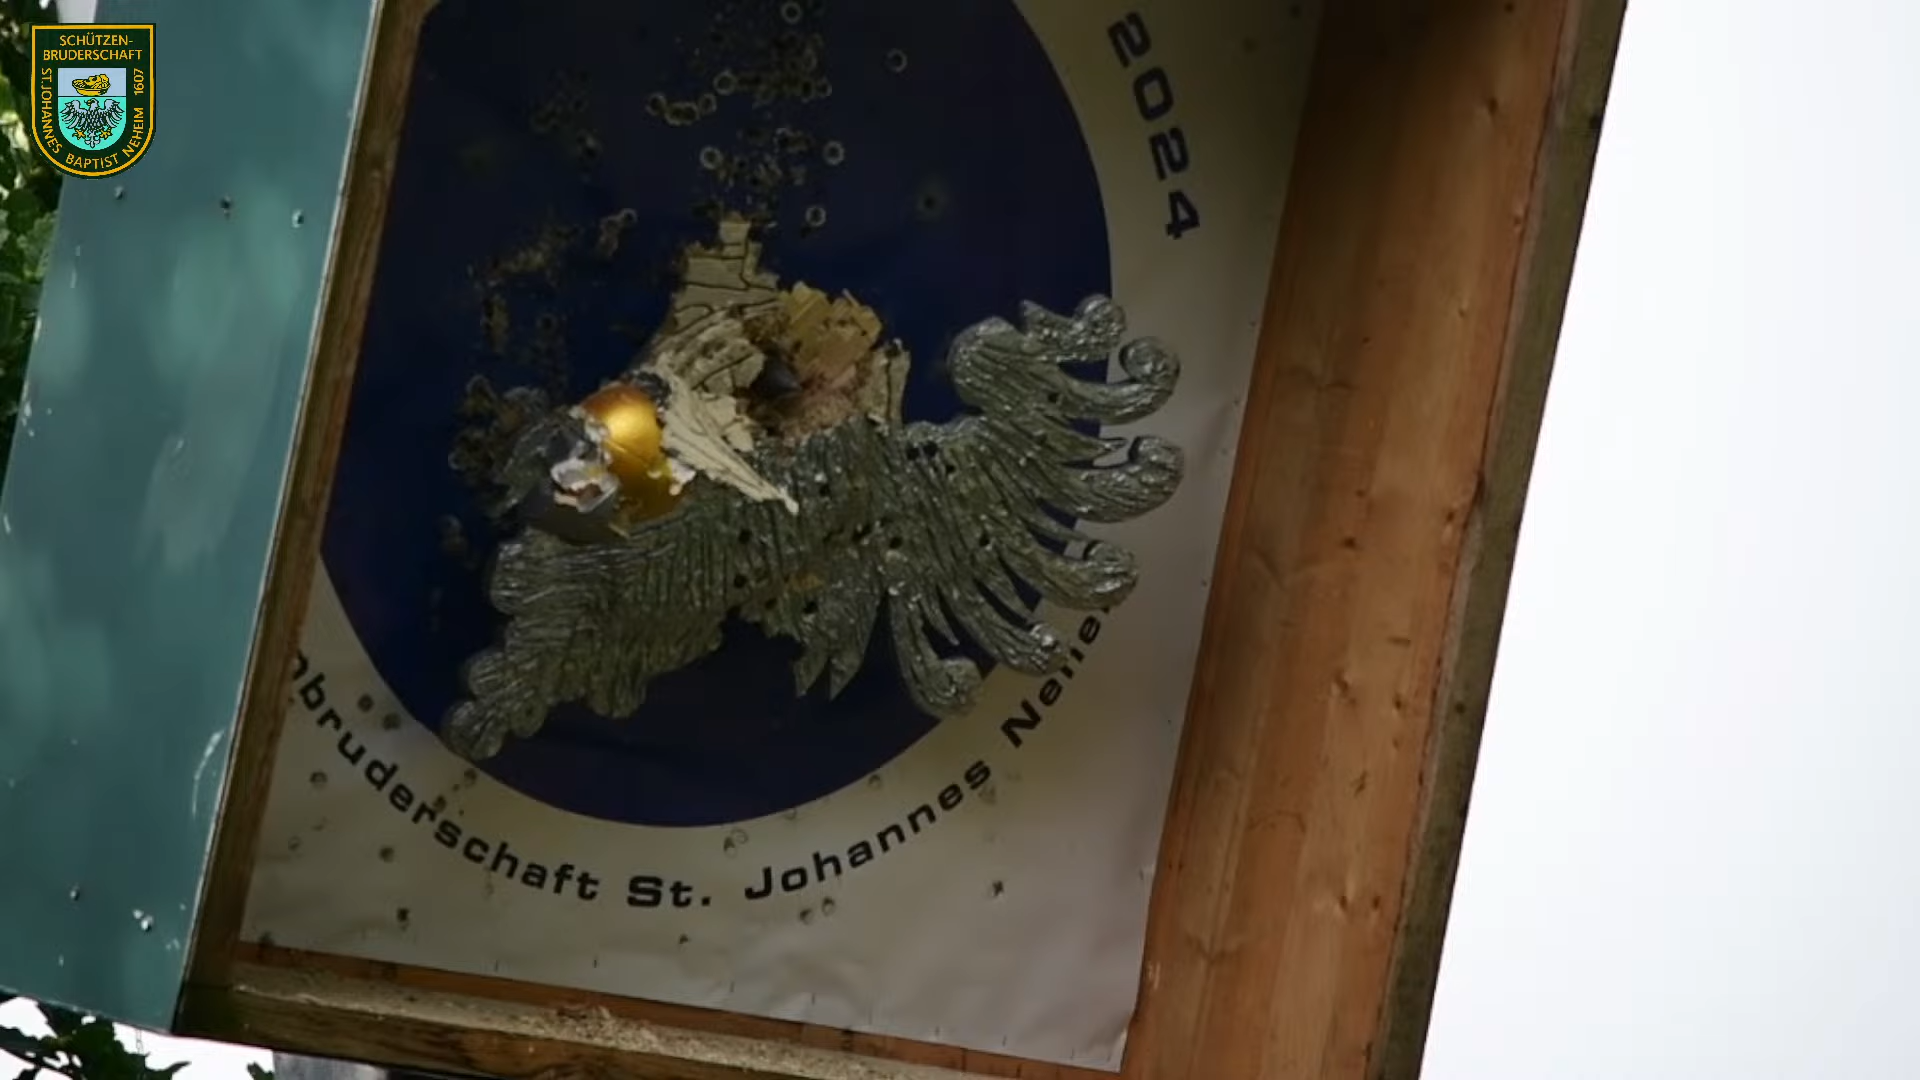 SCHÜTZEN-
BRUDERSCHAFT
ST. JOHANNES BAPTIST NEHEIM 1607
2024
bruderschaft St. Johannes